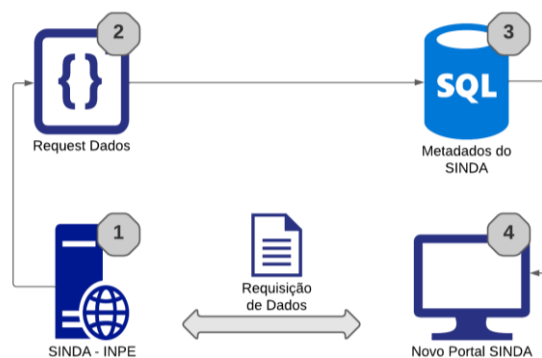 2
3
{}
SQL
Request Dados
Metadados do
SINDA
1
4
Requisição
de Dados
SINDA - INPE
Novo Portal SINDA